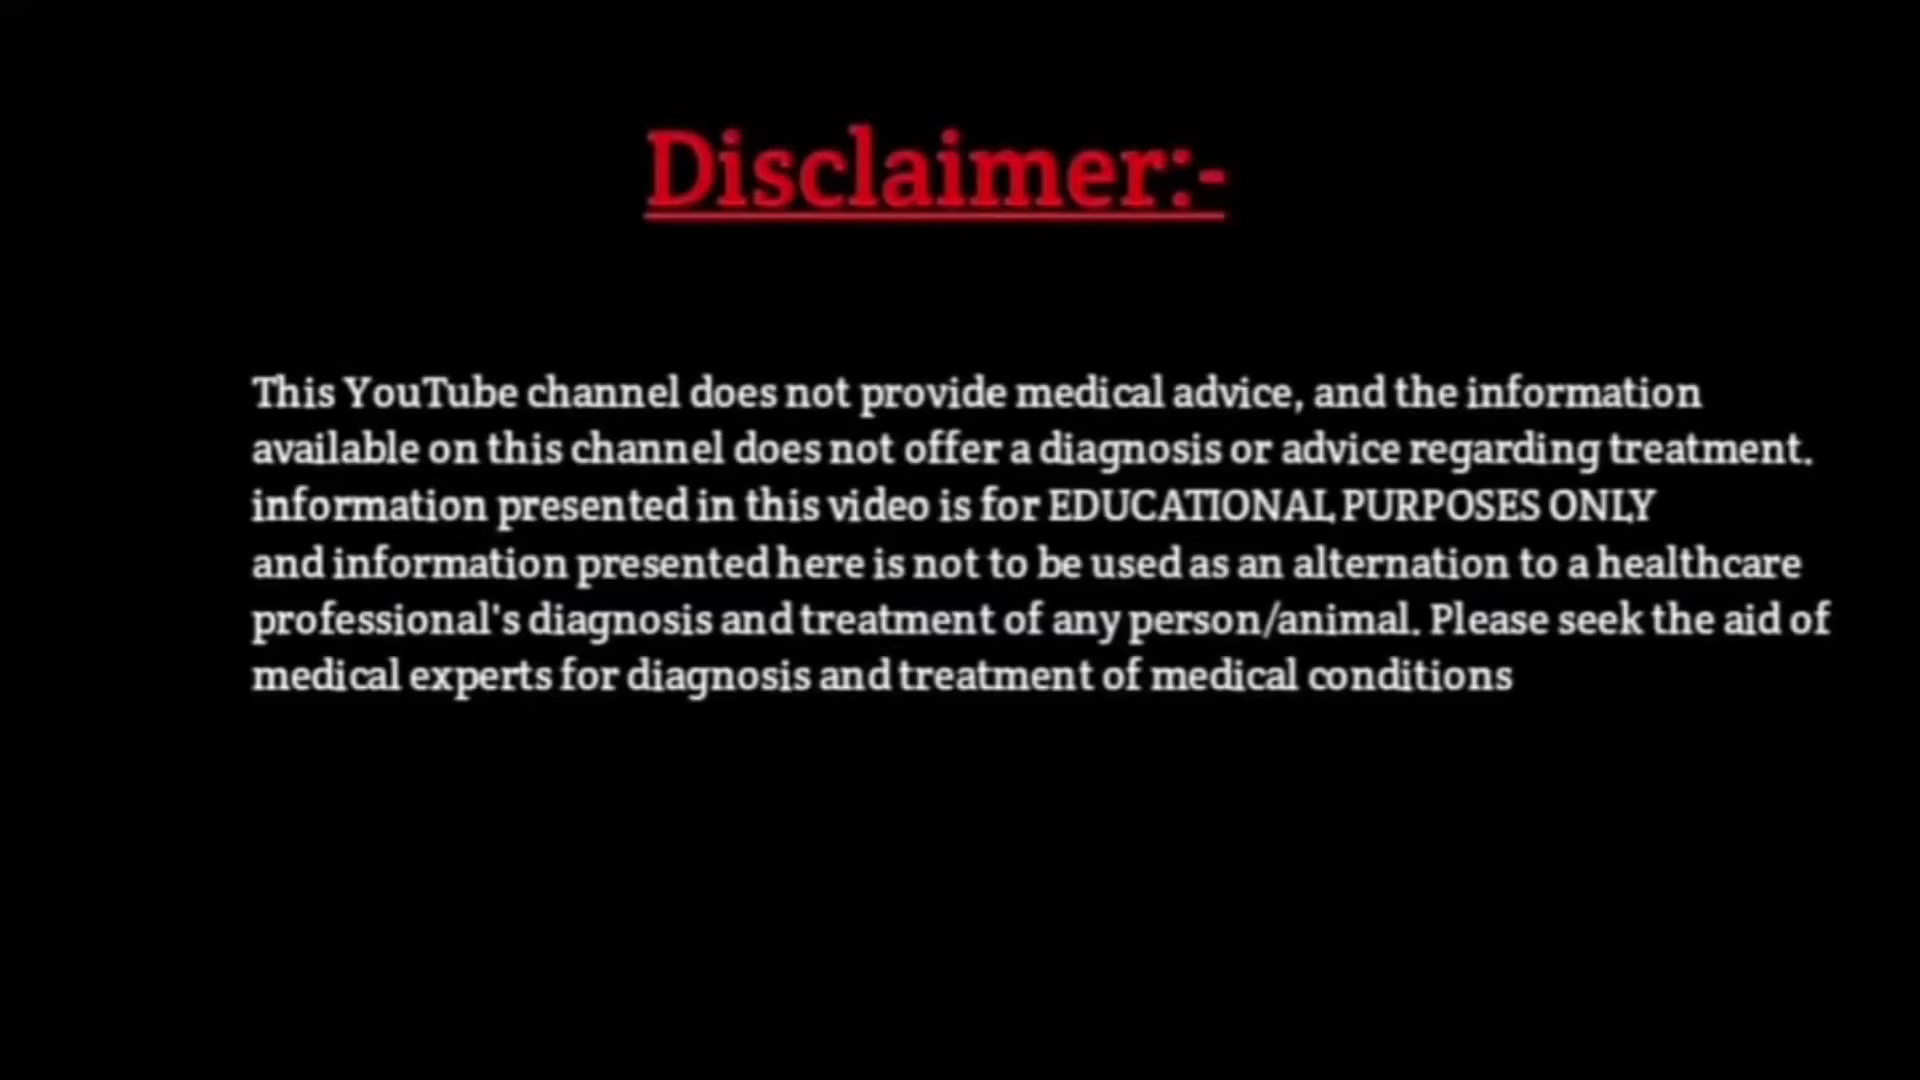 Disclaimer:-
This YouTube channel does not provide medical advice, and the information
available on this channel does not offer a diagnosis or advice regarding treatment.
information presented in this video is for EDUCATIONAL PURPOSES ONLY
and information presented here is not to be used as an alternation to a healthcare
professional's diagnosis and treatment of any person/animal. Please seek the aid of
medical experts for diagnosis and treatment of medical conditions